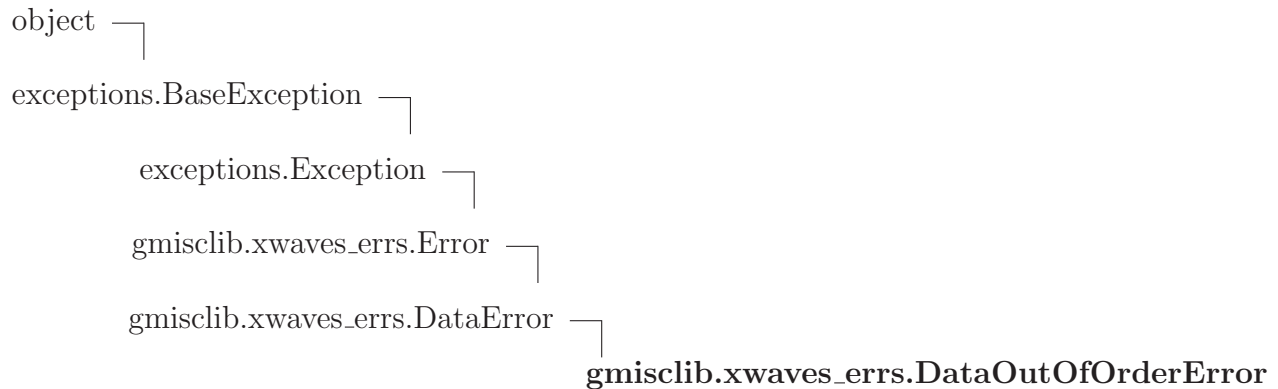 object
exceptions.BaseException
exceptions.Exception
gmisclib.xwaves_errs.Error
gmisclib.xwaves_errs.DataError
gmisclib.xwaves_errs.DataOutOfOrderError